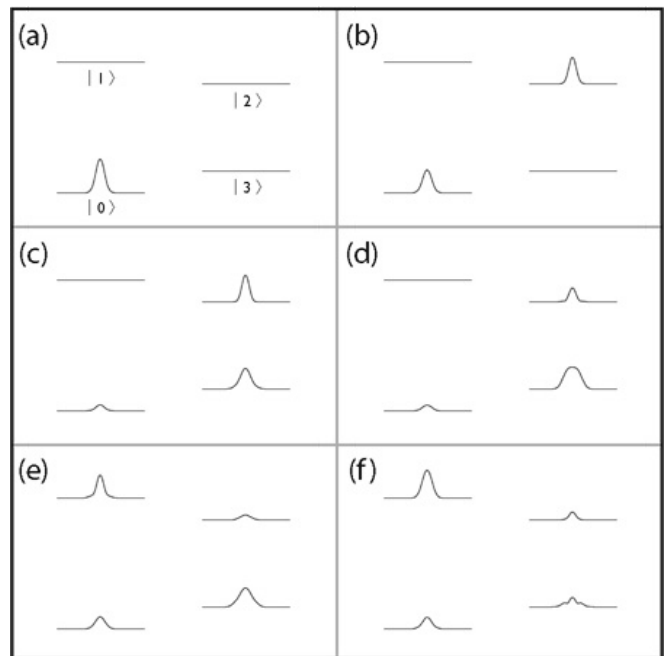 (a)
| 1 ⟩
| 2 ⟩
| 0 ⟩
| 3 ⟩
(b)
(c)
(d)
(e)
(f)